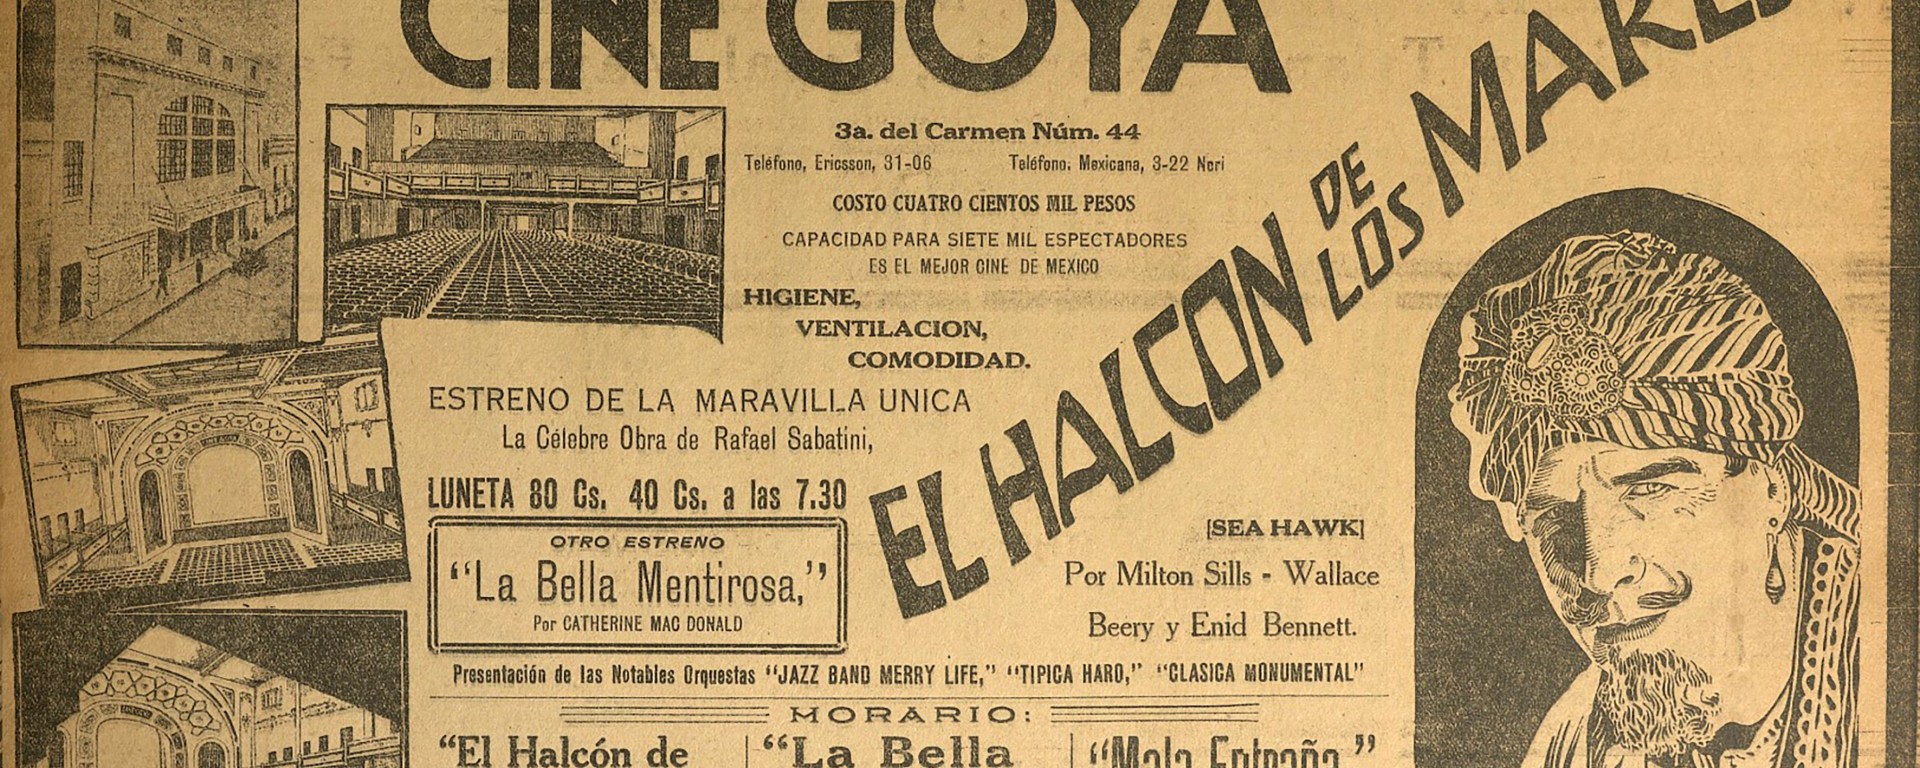 CINE GOYA
3a. del Carmen Núm. 44
Teléfono, Ericsson, 31-06 Teléfono: Mexicana, 3-22 Neri
COSTO CUATRO CIENTOS MIL PESOS
CAPACIDAD PARA SIETE MIL ESPECTADORES
ES EL MEJOR CINE DE MEXICO
HIGIENE,
VENTILACION,
COMODIDAD.
ESTRENO DE LA MARAVILLA UNICA
La Célebre Obra de Rafael Sabatini,
LUNETA 80 Cs. 40 Cs. a las 7.30
EL HALCON DE LOS MARES
[SEA HAWK]
Por Milton Sills - Wallace
Beery y Enid Bennett.
OTRO ESTRENO
“La Bella Mentirosa,”
Por CATHERINE MAC DONALD
Presentación de las Notables Orquestas “JAZZ BAND MERRY LIFE,” “TIPICA HARO,” “CLASICA MONUMENTAL”
MORARIO:
“El Halcón de “La Bella “Mala Entraña”